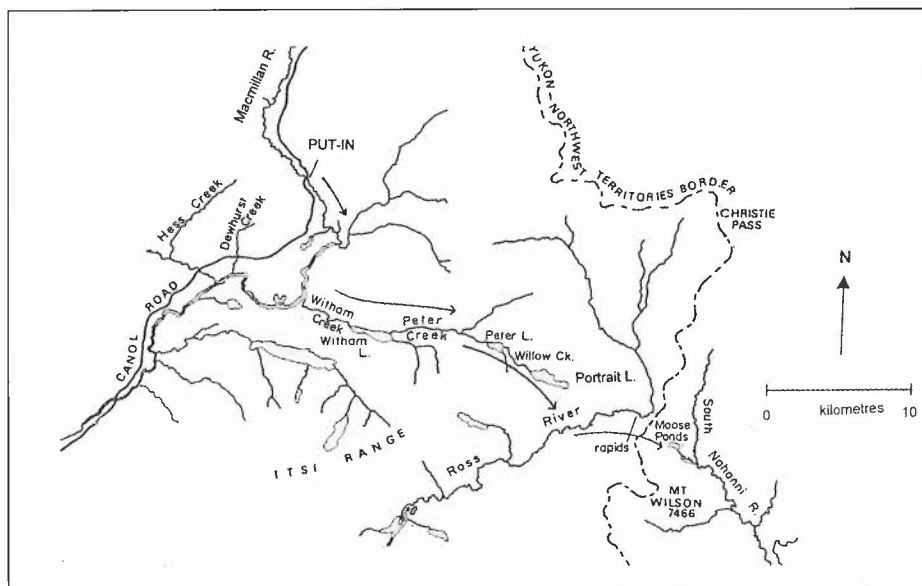 Macmillan R.
PUT-IN
YUKON - NORTHWEST TERRITORIES BORDER
CHRISTIE PASS
Hess Creek
Dewhurst Creek
N
CANOL ROAD
Witham Creek
Peter Creek
Witham L.
Peter L.
Willow Ck.
Portrait L.
0 10
kilometres
River
Ross
rapids
Moose Ponds
South
Nahanni R.
ITSI RANGE
MT WILSON 7466